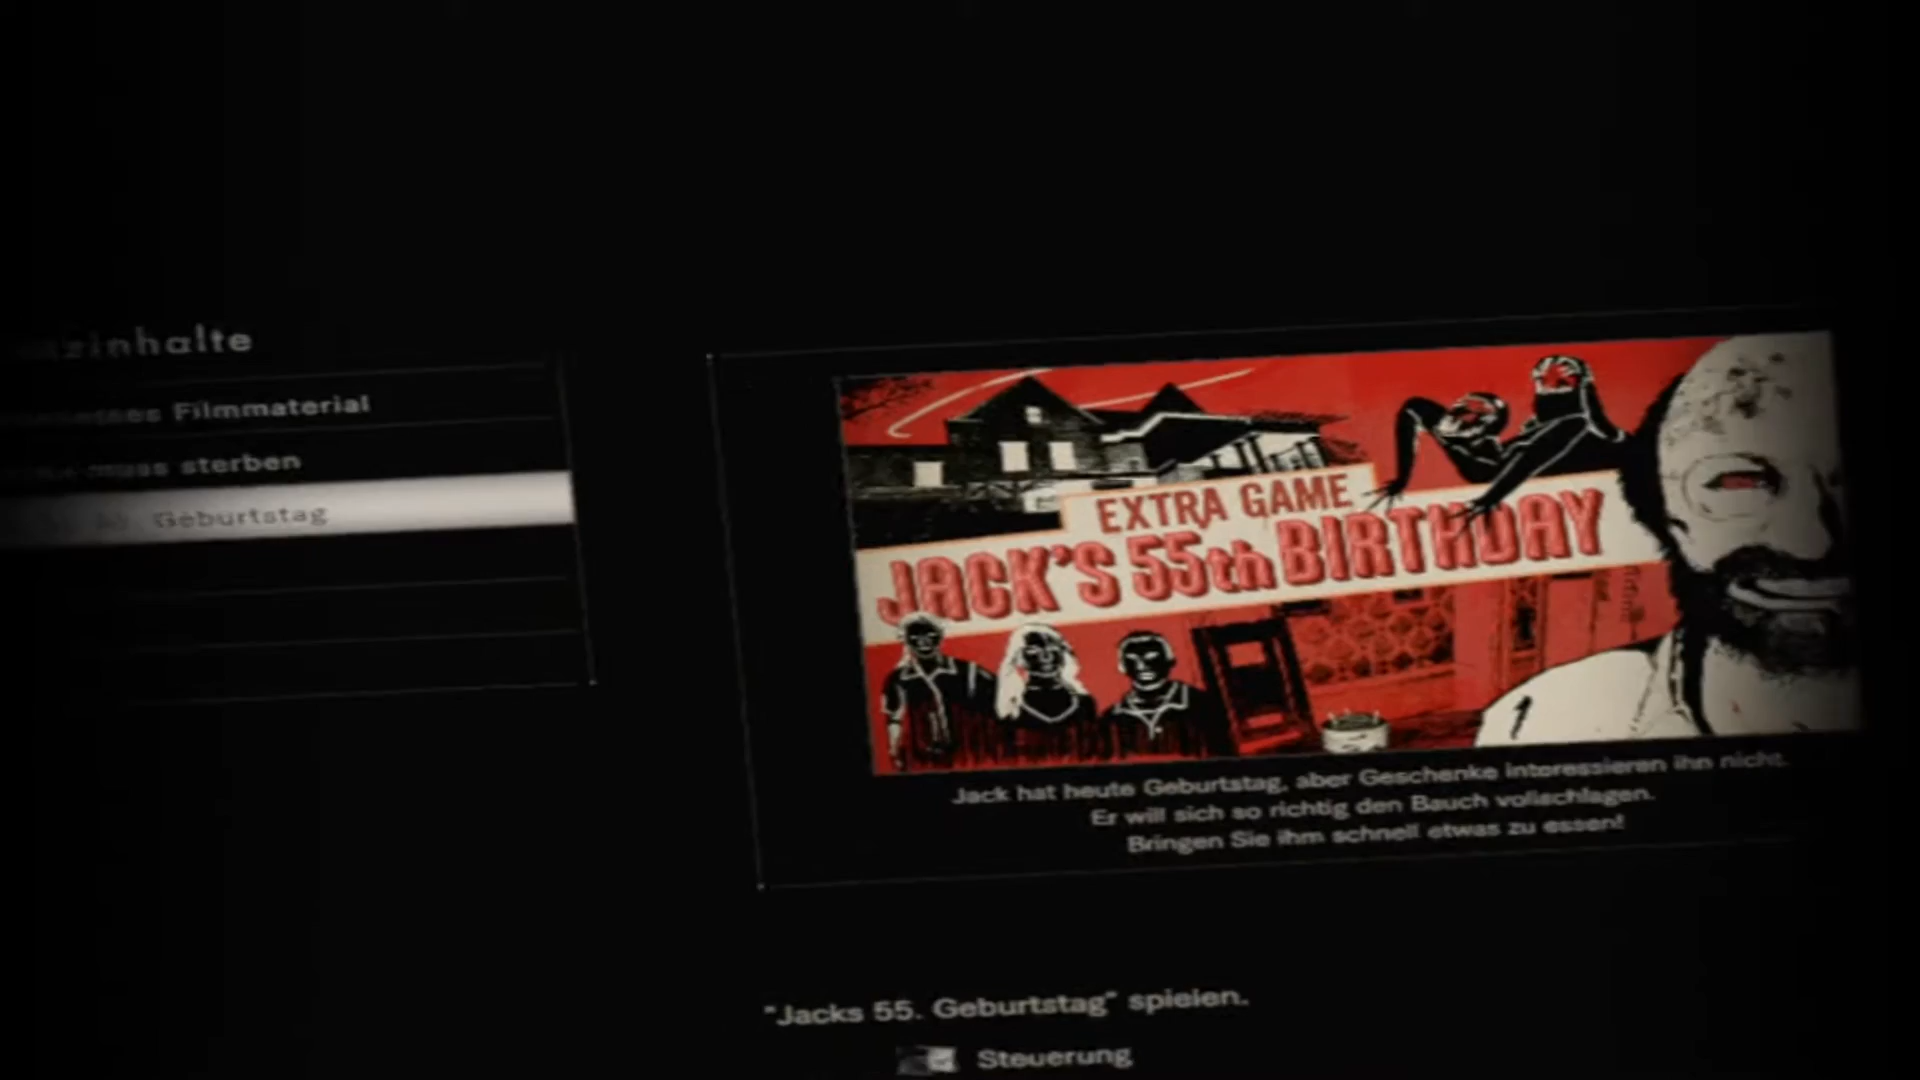 Filmmaterial
muss sterben
Geburtstag
EXTRA GAME
JACK'S 55th BIRTHDAY
Jack hat heute Geburtstag, aber Geschenke interessieren ihn nicht.
Er will sich so richtig den Bauch vollschlagen.
Bringen Sie ihm schnell etwas zu essen!
"Jacks 55. Geburtstag" spielen.
Steuerung